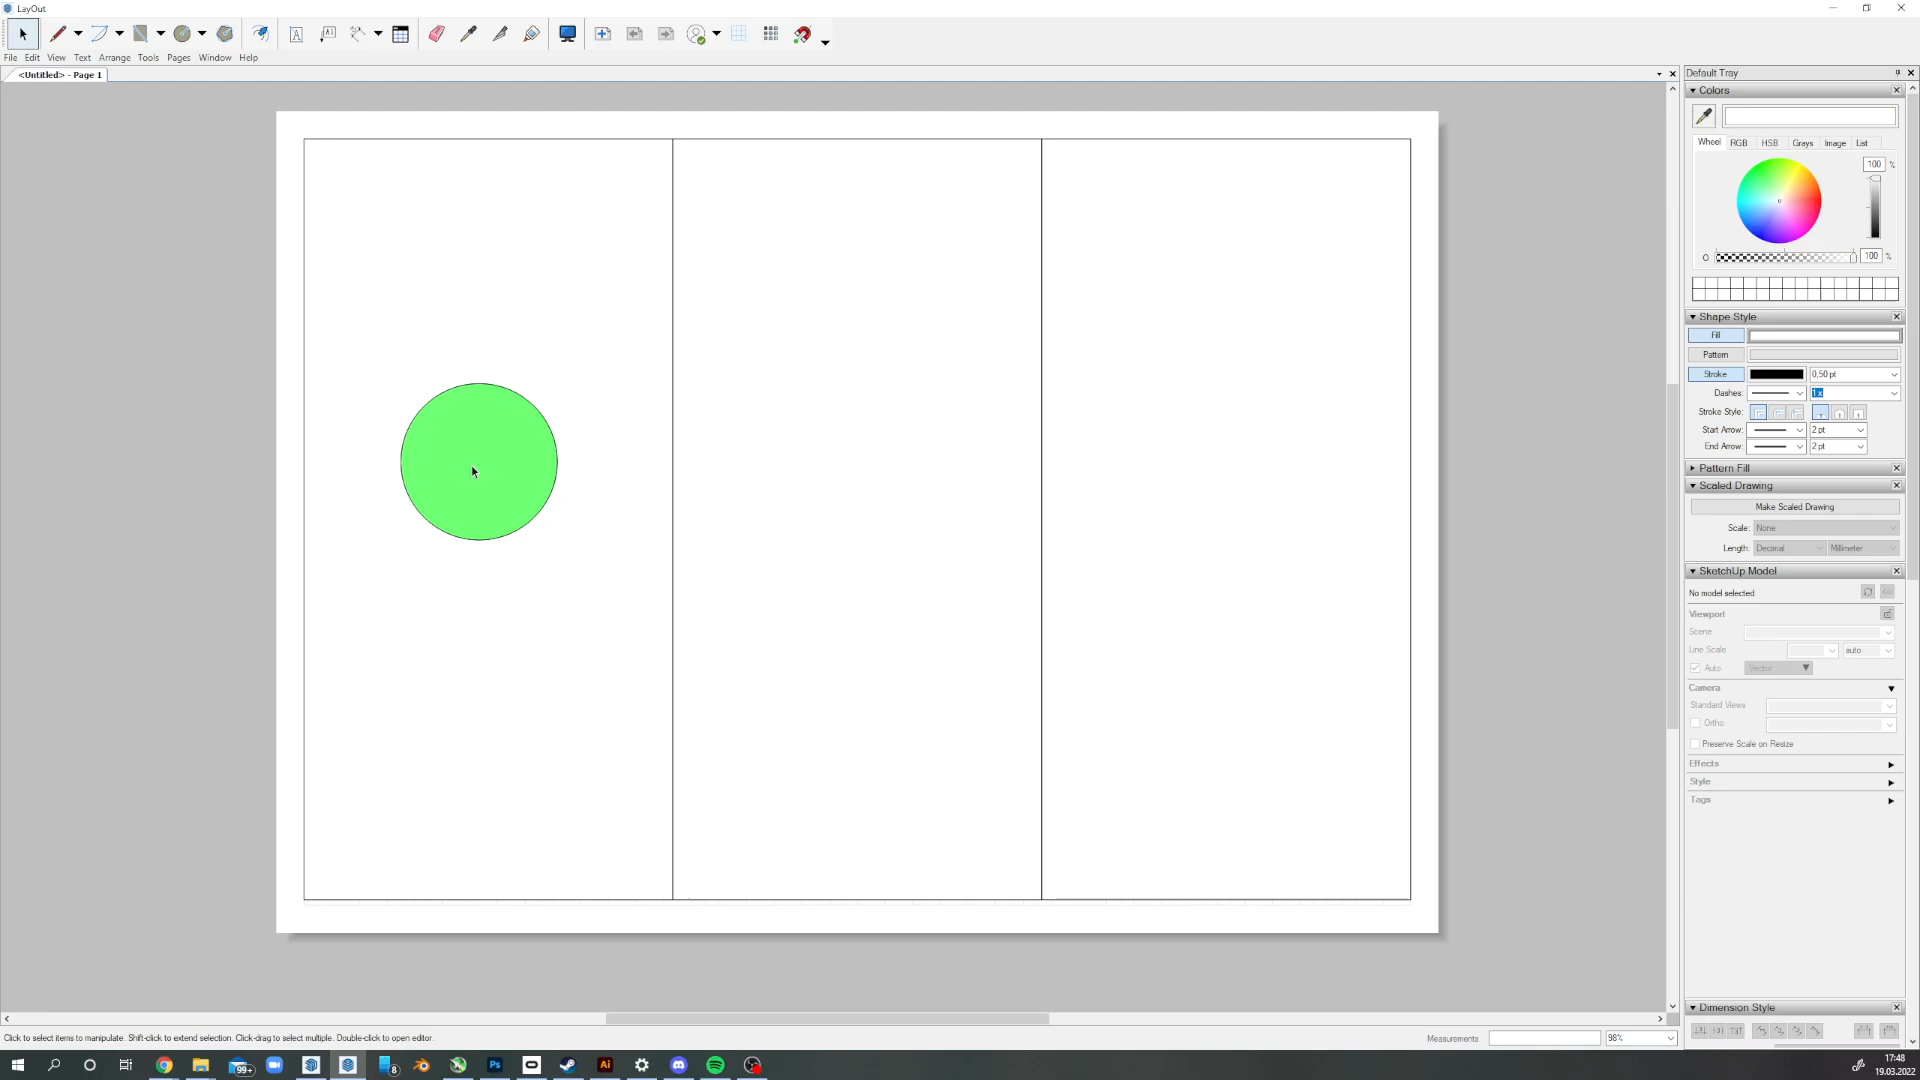 LayOut
File Edit View Text Arrange Tools Pages Window Help
<Untitled> - Page 1
Default Tray
Colors
Wheel RGB HSB Grays Image List
100 %
100 %
Shape Style
Fill
Pattern
Stroke 0,50 pt
Dashes: 1 x
Stroke Style:
Start Arrow: 2 pt
End Arrow: 2 pt
Pattern Fill
Scaled Drawing
Make Scaled Drawing
Scale: None
Length: Decimal Millimeter
SketchUp Model
No model selected
Viewport
Scene
Line Scale auto
Auto Vector
Camera
Standard Views
Ortho
Preserve Scale on Resize
Effects
Style
Tags
Dimension Style
Click to select items to manipulate. Shift-click to extend selection. Click-drag to select multiple. Double-click to open editor.
Measurements 98%
99+ 8 Ps Ai
17:48
19.03.2022